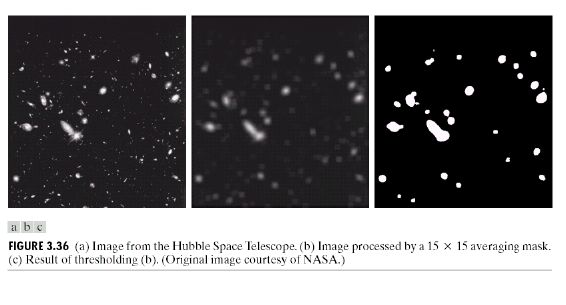 a b c
FIGURE 3.36 (a) Image from the Hubble Space Telescope. (b) Image processed by a 15 × 15 averaging mask.
(c) Result of thresholding (b). (Original image courtesy of NASA.)